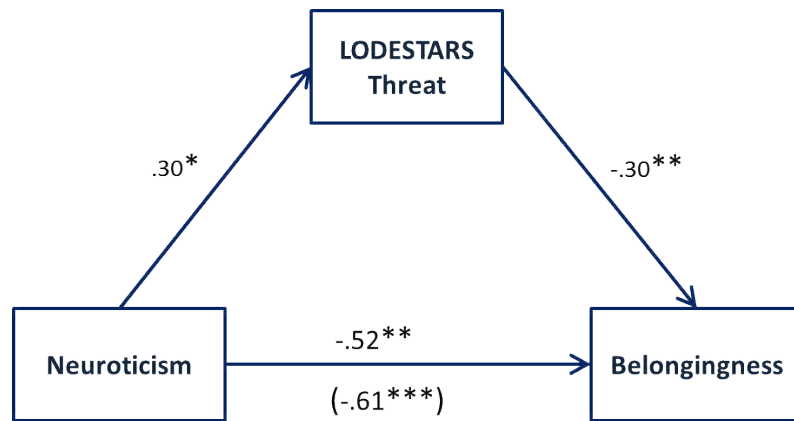 LODESTARS
Threat
.30*
-.30**
-.52**
Neuroticism
Belongingness
(-.61***)